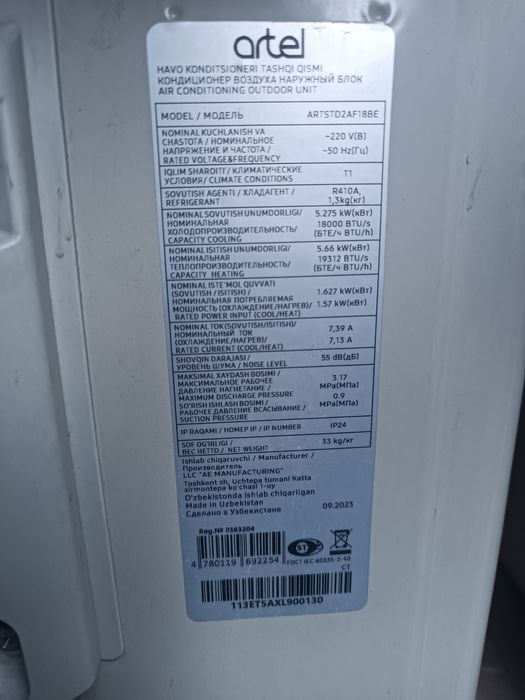 artel
HAVO KONDITSIONERI TASHQI QISMI
КОНДИЦИОНЕР ВОЗДУХА НАРУЖНЫЙ БЛОК
AIR CONDITIONING OUTDOOR UNIT
MODEL / МОДЕЛЬ ARTSTD2AF18BE
NOMINAL KUCHLANISH VA
CHASTOTA / НОМИНАЛЬНОЕ ~220 V(В)
НАПРЯЖЕНИЕ И ЧАСТОТА / ~50 Hz(Гц)
RATED VOLTAGE&FREQUENCY
IQLIM SHAROITI / КЛИМАТИЧЕСКИЕ T1
УСЛОВИЯ/ CLIMATE CONDITIONS
SOVUTISH AGENTI / ХЛАДАГЕНТ / R410A,
REFRIGERANT 1,3kg(кг)
NOMINAL SOVUTISH UNUMDORLIGI/ 5.275 kW(кВт)
НОМИНАЛЬНАЯ 18000 BTU/s
ХОЛОДОПРОИЗВОДИТЕЛЬНОСТЬ/ (БТЕ/Ч BTU/h)
CAPACITY COOLING
NOMINAL ISITISH UNUMDORLIGI/ 5.66 kW(кВт)
НОМИНАЛЬНАЯ 19312 BTU/s
ТЕПЛОПРОИЗВОДИТЕЛЬНОСТЬ/ (БТЕ/Ч BTU/h)
CAPACITY HEATING
NOMINAL ISTE'MOL QUVVATI
(SOVUTISH /ISITISH) / 1.627 kW(кВт)
НОМИНАЛЬНАЯ ПОТРЕБЛЯЕМАЯ
МОЩНОСТЬ (ОХЛАЖДЕНИЕ/НАГРЕВ)/ 1.57 kW(кВт)
RATED POWER INPUT (COOL/HEAT)
NOMINAL TOK(SOVUTISH/ISITISH)/
НОМИНАЛЬНЫЙ ТОК 7,39 A
(ОХЛАЖДЕНИЕ/НАГРЕВ)/ 7,13 A
RATED CURRENT (COOL/HEAT)
SHOVQIN DARAJASI / 55 dB(дБ)
УРОВЕНЬ ШУМА / NOISE LEVEL
MAKSIMAL XAYDASH BOSIMI /
МАКСИМАЛЬНОЕ РАБОЧЕЕ 3.17
ДАВЛЕНИЕ НАГНЕТАНИЕ / MPa(МПа)
MAXIMUM DISCHARGE PRESSURE
SO'RISH ISHLASH BOSIMI / 0.9
РАБОЧЕЕ ДАВЛЕНИЕ ВСАСЫВАНИЕ / MPa(МПа)
SUCTION PRESSURE
IP RAQAMI / НОМЕР IP / IP NUMBER IP24
SOF OG'IRLIGI / 33 kg/кг
ВЕС НЕТТО / NET WEIGHT
Ishlab chiqaruvchi / Manufacturer /
Производитель
LLC "AE MANUFACTURING"
Toshkent sh, Uchtepa tumani Katta
xirmontepa ko'chasi 1-uy
O'zbekistonda ishlab chiqarilgan
Made in Uzbekistan
Сделано в Узбекистане 09.2023
Reg.№ 0363204
4 780119 692254
ГОСТ IEC 60335-2-40
CT
113ET5AXL900130